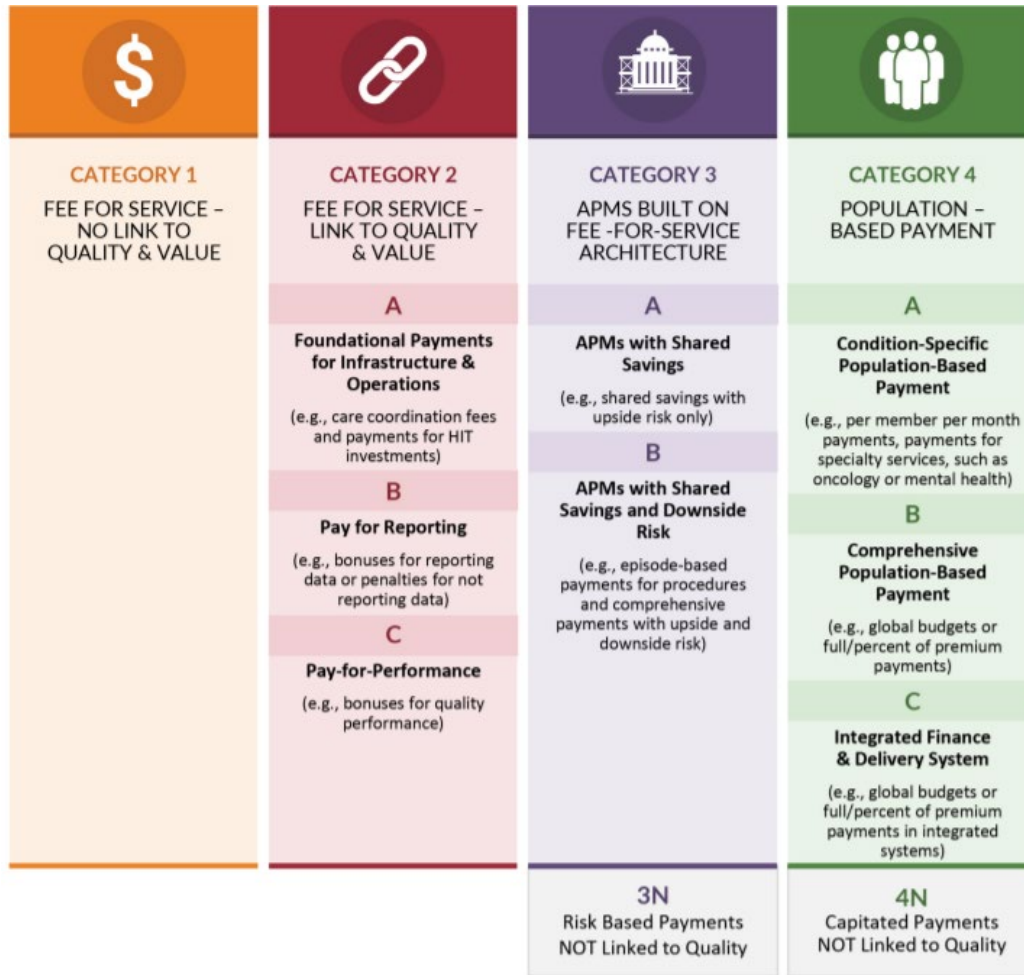 $
CATEGORY 1
FEE FOR SERVICE –
NO LINK TO
QUALITY & VALUE
CATEGORY 2
FEE FOR SERVICE –
LINK TO QUALITY
& VALUE
A
Foundational Payments
for Infrastructure &
Operations
(e.g., care coordination fees
and payments for HIT
investments)
B
Pay for Reporting
(e.g., bonuses for reporting
data or penalties for not
reporting data)
C
Pay-for-Performance
(e.g., bonuses for quality
performance)
CATEGORY 3
APMS BUILT ON
FEE -FOR-SERVICE
ARCHITECTURE
A
APMs with Shared
Savings
(e.g., shared savings with
upside risk only)
B
APMs with Shared
Savings and Downside
Risk
(e.g., episode-based
payments for procedures
and comprehensive
payments with upside and
downside risk)
3N
Risk Based Payments
NOT Linked to Quality
CATEGORY 4
POPULATION –
BASED PAYMENT
A
Condition-Specific
Population-Based
Payment
(e.g., per member per month
payments, payments for
specialty services, such as
oncology or mental health)
B
Comprehensive
Population-Based
Payment
(e.g., global budgets or
full/percent of premium
payments)
C
Integrated Finance
& Delivery System
(e.g., global budgets or
full/percent of premium
payments in integrated
systems)
4N
Capitated Payments
NOT Linked to Quality